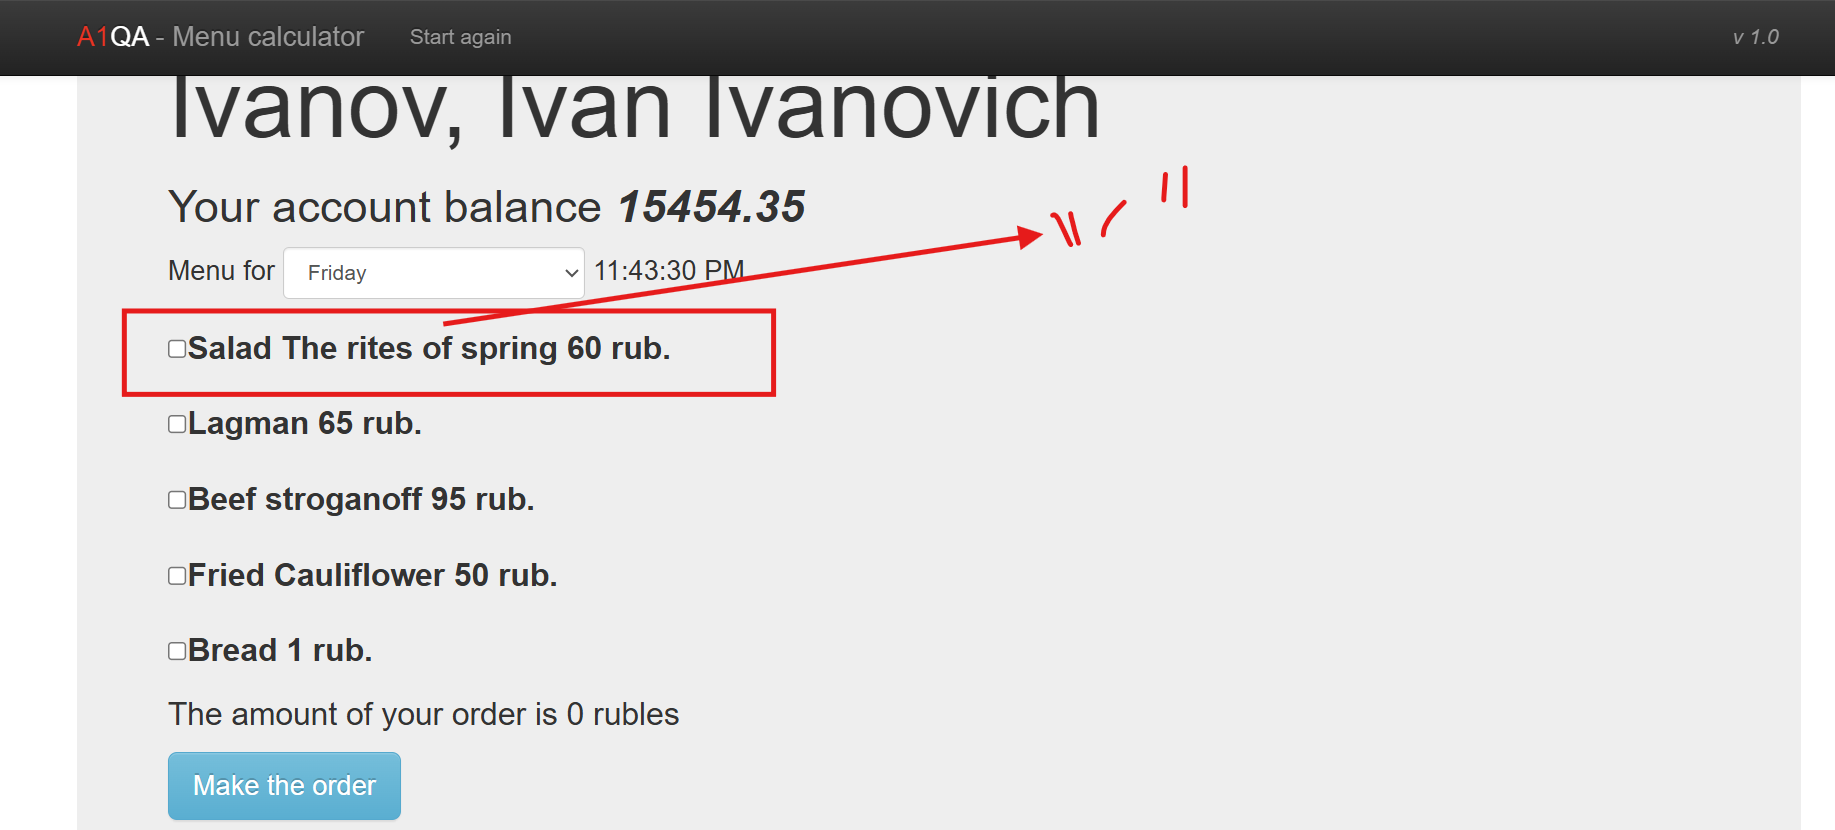 A1QA - Menu calculator Start again v 1.0
Ivanov, Ivan Ivanovich
Your account balance 15454.35
Menu for Friday 11:43:30 PM
Salad The rites of spring 60 rub.
Lagman 65 rub.
Beef stroganoff 95 rub.
Fried Cauliflower 50 rub.
Bread 1 rub.
The amount of your order is 0 rubles
Make the order